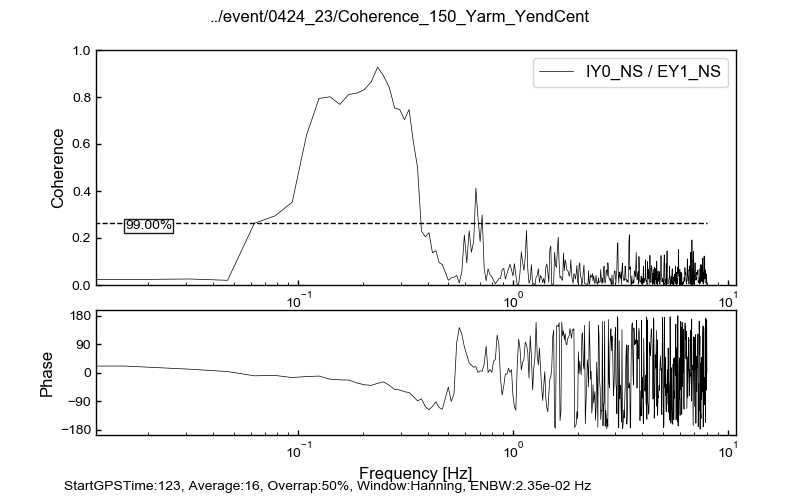 ../event/0424_23/Coherence_150_Yarm_YendCent
1.0
IY0_NS / EY1_NS
0.8
0.6
Coherence
0.4
99.00%
0.2
0.0
10⁻¹ 10⁰ 10¹
180
90
Phase
0
−90
−180
10⁻¹ 10⁰ 10¹
Frequency [Hz]
StartGPSTime:123, Average:16, Overrap:50%, Window:Hanning, ENBW:2.35e-02 Hz